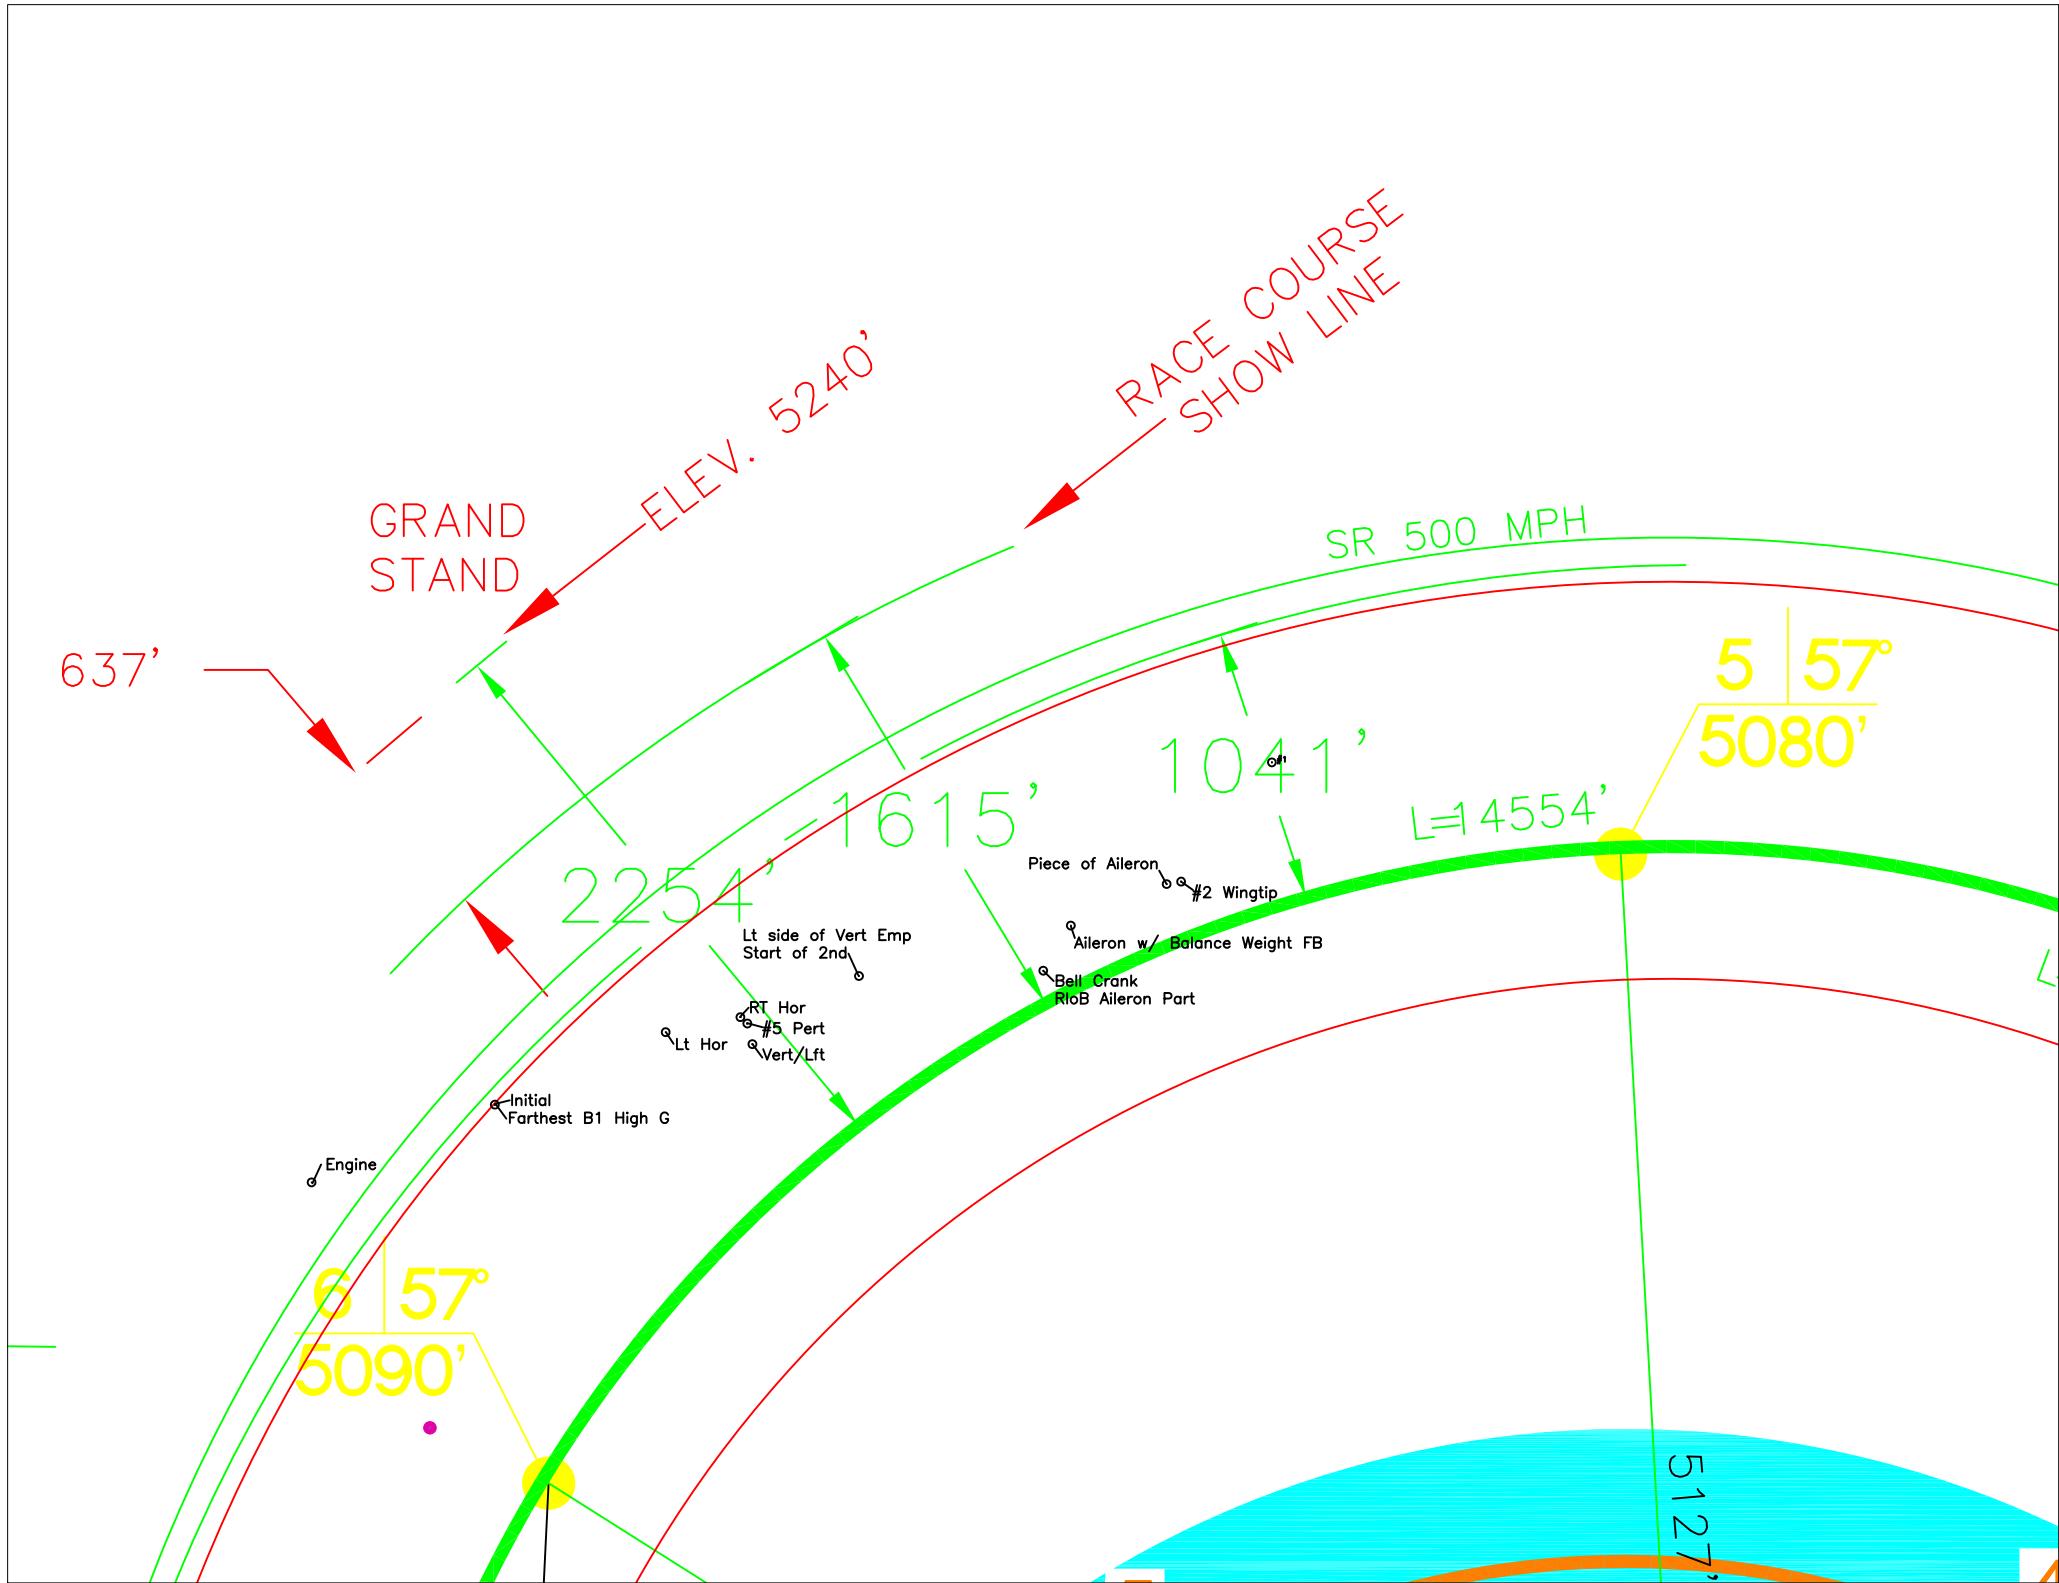 RACE COURSE
SHOW LINE
ELEV. 5240'
GRAND
STAND
637'
SR 500 MPH
5 57°
5080'
1041'
#1
1615'
L=14554'
2254'
Piece of Aileron
#2 Wingtip
Lt side of Vert Emp
Start of 2nd
Aileron w/ Balance Weight FB
Bell Crank
RloB Aileron Part
RT Hor
#5 Pert
Lt Hor
Vert/Lft
Initial
Farthest B1 High G
Engine
6 57°
5090'
5127'